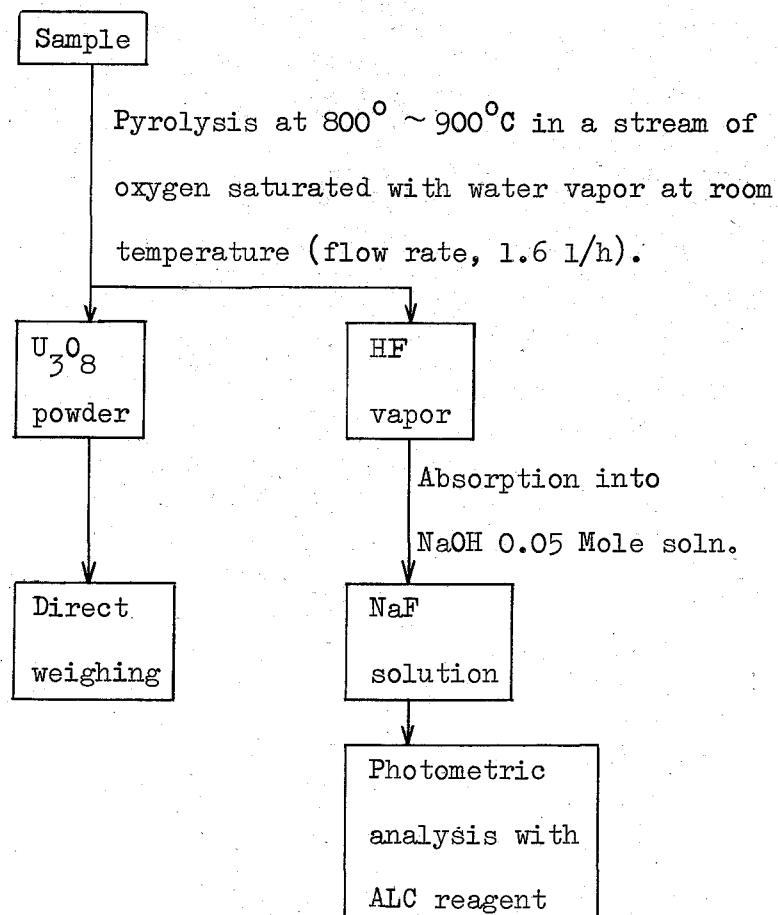 Sample
Pyrolysis at 800° ~ 900°C in a stream of
oxygen saturated with water vapor at room
temperature (flow rate, 1.6 l/h).
U₃O₈
powder
HF
vapor
Absorption into
NaOH 0.05 Mole soln.
Direct
weighing
NaF
solution
Photometric
analysis with
ALC reagent